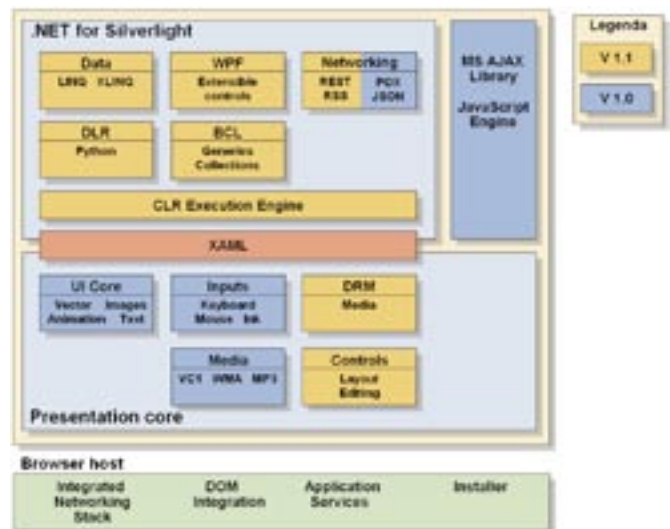 .NET for Silverlight
Data
LINQ XLINQ
WPF
Extensible
controls
Networking
REST
RSS
POX
JSON
DLR
Python
BCL
Generics
Collections
CLR Execution Engine
MS AJAX
Library
JavaScript
Engine
Legenda
V 1.1
V 1.0
XAML
UI Core
Vector Images
Animation Text
Inputs
Keyboard
Mouse Ink
DRM
Media
Media
VC1 WMA MP3
Controls
Layout
Editing
Presentation core
Browser host
Integrated
Networking
Stack
DOM
Integration
Application
Services
Installer